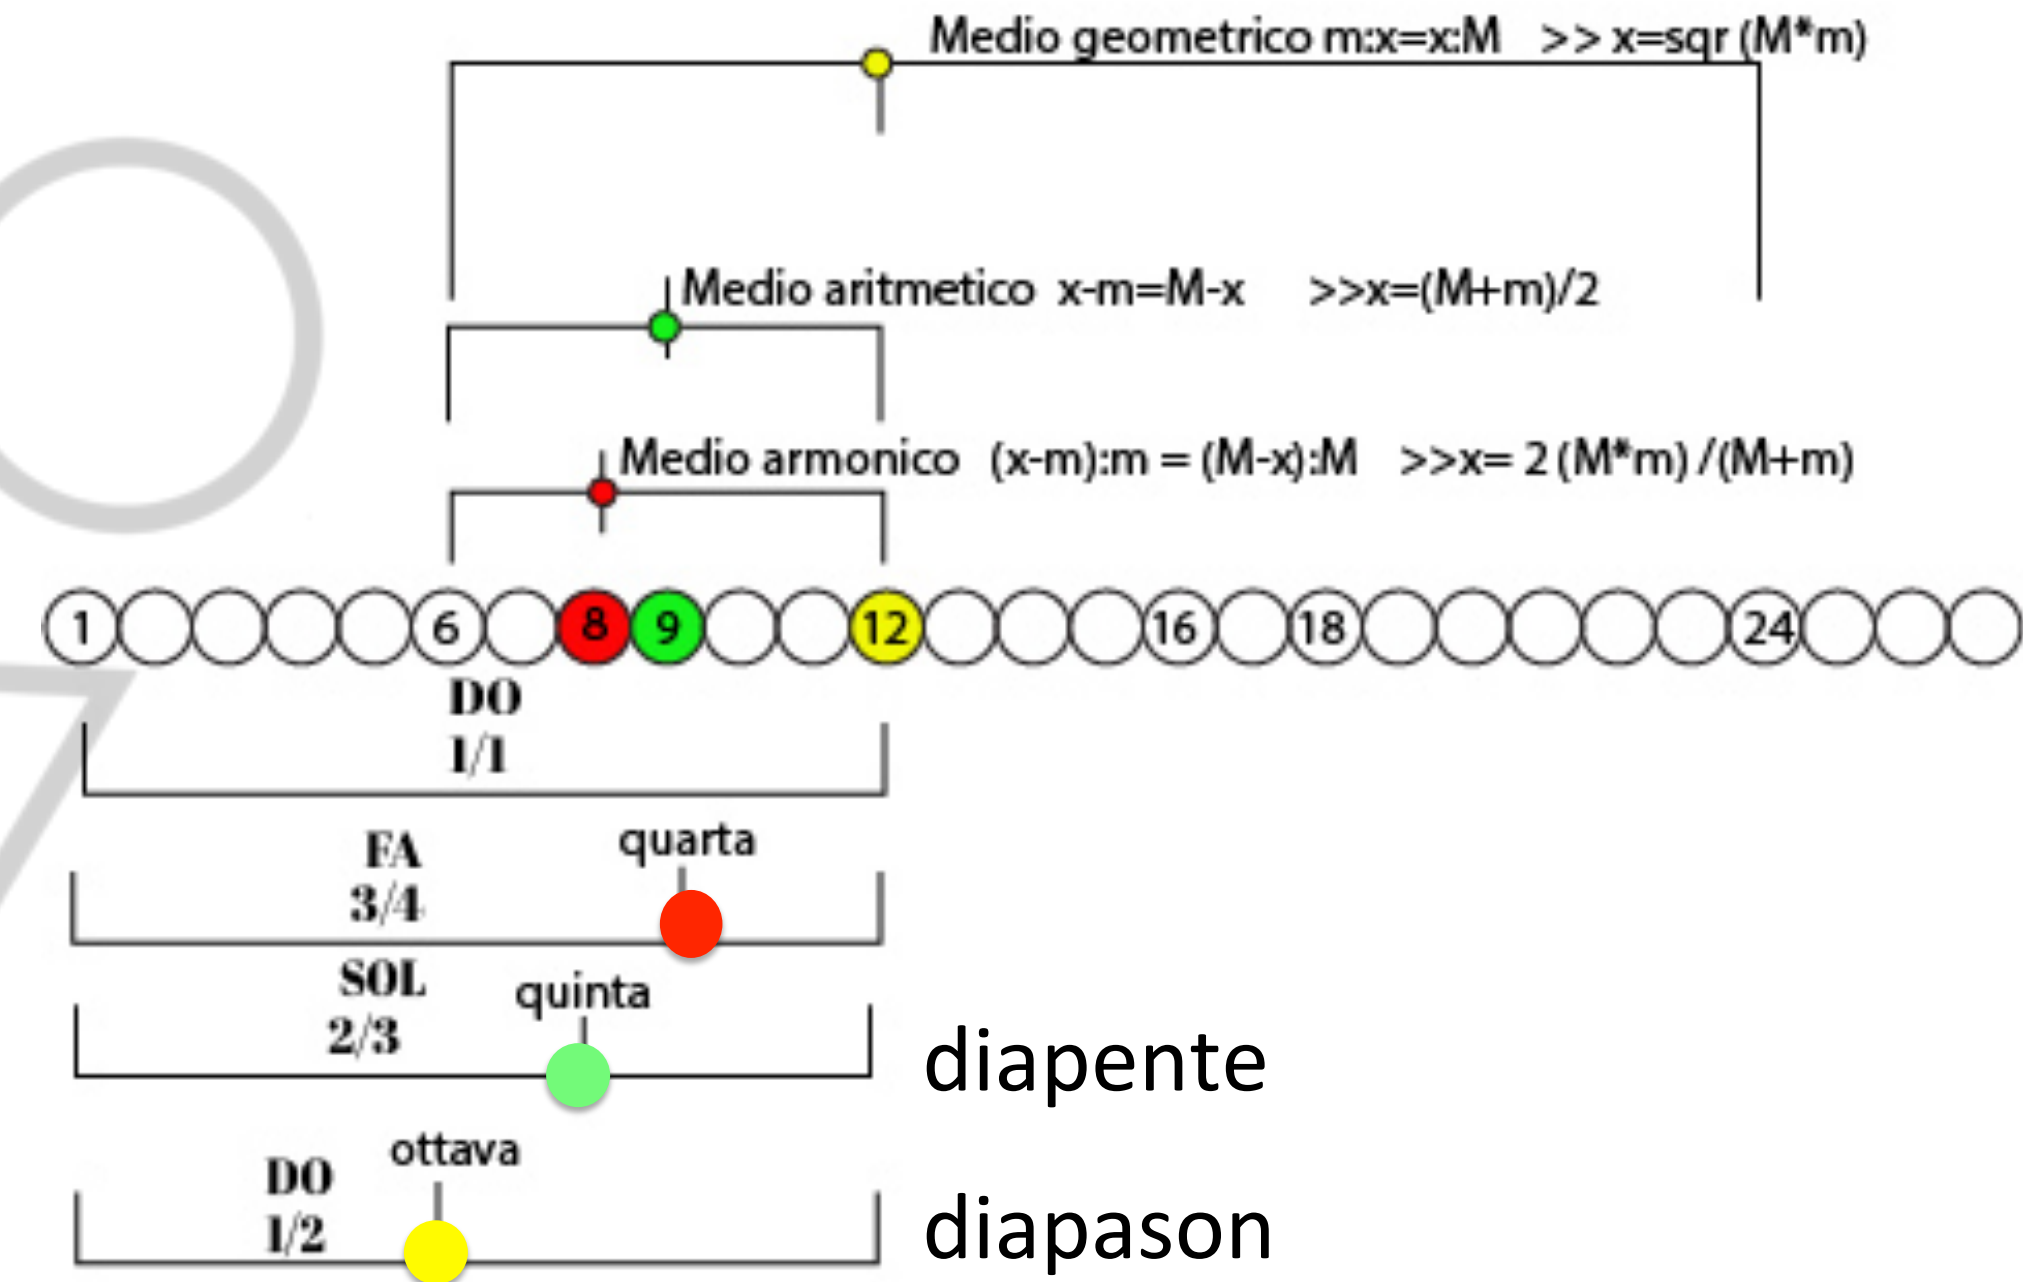 Medio geometrico m:x=x:M >> x=sqr (M*m)
Medio aritmetico x-m=M-x >>x=(M+m)/2
Medio armonico (x-m):m = (M-x):M >>x= 2 (M*m) /(M+m)
1 6 8 9 12 16 18 24
DO
1/1
FA
quarta
3/4
SOL
quinta
2/3
diapente
ottava
DO
1/2
diapason